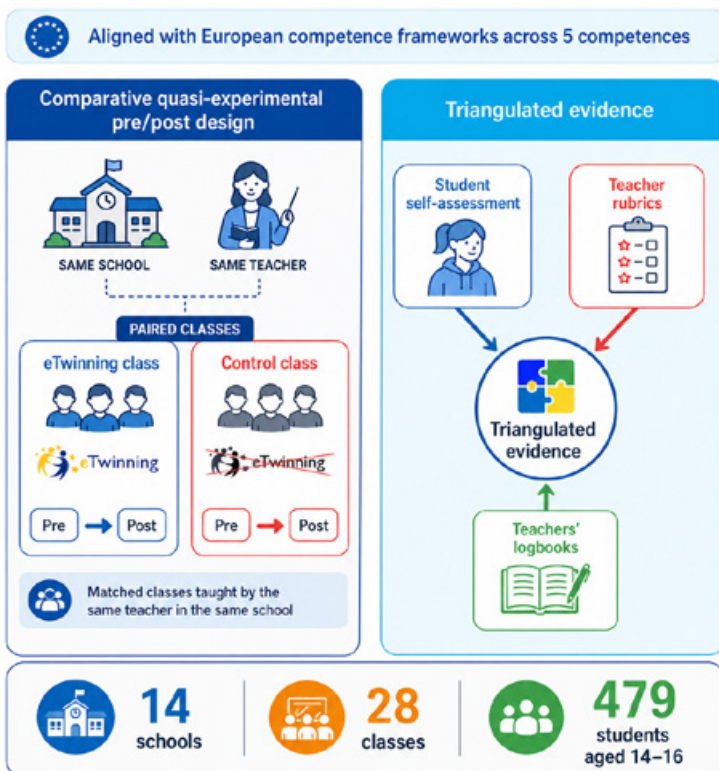 Aligned with European competence frameworks across 5 competences
Comparative quasi-experimental
pre/post design
SAME SCHOOL
SAME TEACHER
PAIRED CLASSES
eTwinning class
eTwinning
Pre
Post
Control class
eTwinning
Pre
Post
Matched classes taught by the
same teacher in the same school
Triangulated evidence
Student
self-assessment
Teacher
rubrics
Triangulated
evidence
Teachers'
logbooks
14
schools
28
classes
479
students
aged 14–16